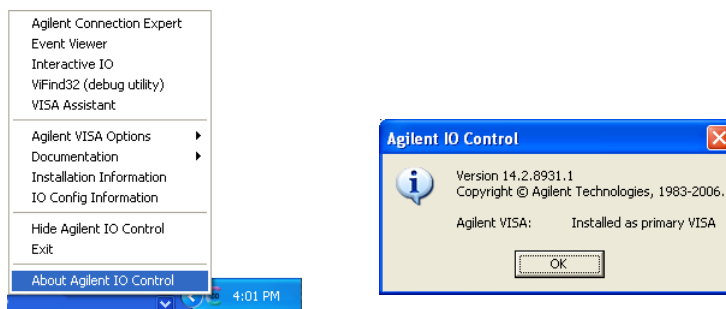 Agilent Connection Expert
Event Viewer
Interactive IO
ViFind32 (debug utility)
VISA Assistant
Agilent VISA Options
Documentation
Installation Information
IO Config Information
Hide Agilent IO Control
Exit
About Agilent IO Control
4:01 PM
Agilent IO Control
Version 14.2.8931.1
Copyright © Agilent Technologies, 1983-2006.
Agilent VISA: Installed as primary VISA
OK